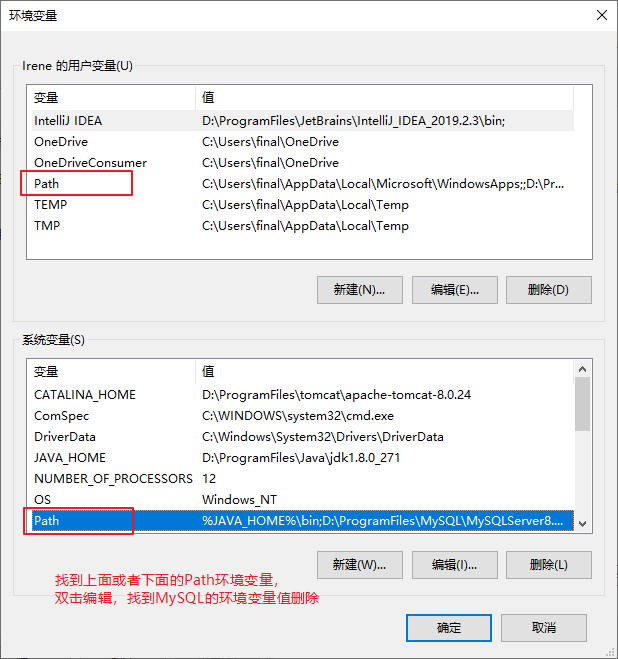 环境变量
Irene 的用户变量(U)
变量 值
IntelliJ IDEA D:\ProgramFiles\JetBrains\IntelliJ_IDEA_2019.2.3\bin;
OneDrive C:\Users\final\OneDrive
OneDriveConsumer C:\Users\final\OneDrive
Path C:\Users\final\AppData\Local\Microsoft\WindowsApps;;D:\Pr...
TEMP C:\Users\final\AppData\Local\Temp
TMP C:\Users\final\AppData\Local\Temp
新建(N)... 编辑(E)... 删除(D)
系统变量(S)
变量 值
CATALINA_HOME D:\ProgramFiles\tomcat\apache-tomcat-8.0.24
ComSpec C:\WINDOWS\system32\cmd.exe
DriverData C:\Windows\System32\Drivers\DriverData
JAVA_HOME D:\ProgramFiles\Java\jdk1.8.0_271
NUMBER_OF_PROCESSORS 12
OS Windows_NT
Path %JAVA_HOME%\bin;D:\ProgramFiles\MySQL\MySQLServer8....
新建(W)... 编辑(I)... 删除(L)
找到上面或者下面的Path环境变量，
双击编辑，找到MySQL的环境变量值删除
确定 取消